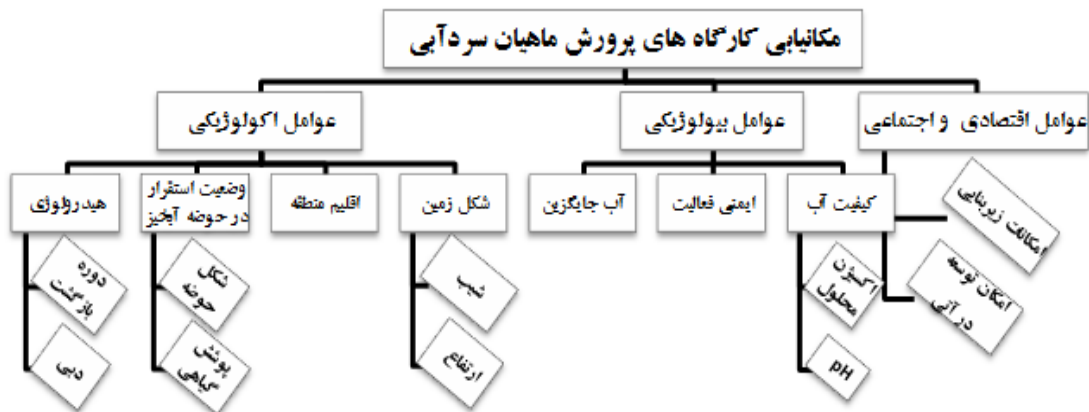 مکانیابی کارگاه های پرورش ماهیان سردآبی
عوامل اقتصادی و اجتماعی
عوامل بیولوژیکی
عوامل اکولوژیکی
کیفیت آب
ایمنی فعالیت
آب جایگزین
شکل زمین
اقلیم منطقه
وضعیت استقرار
در حوضه آبخیز
هیدرولوژی
امکانات زیربنایی
امکان توسعه
در آتی
اکسیژن
محلول
pH
شیب
ارتفاع
شکل
حوضه
پوشش
گیاهی
دوره
بازگشت
دبی